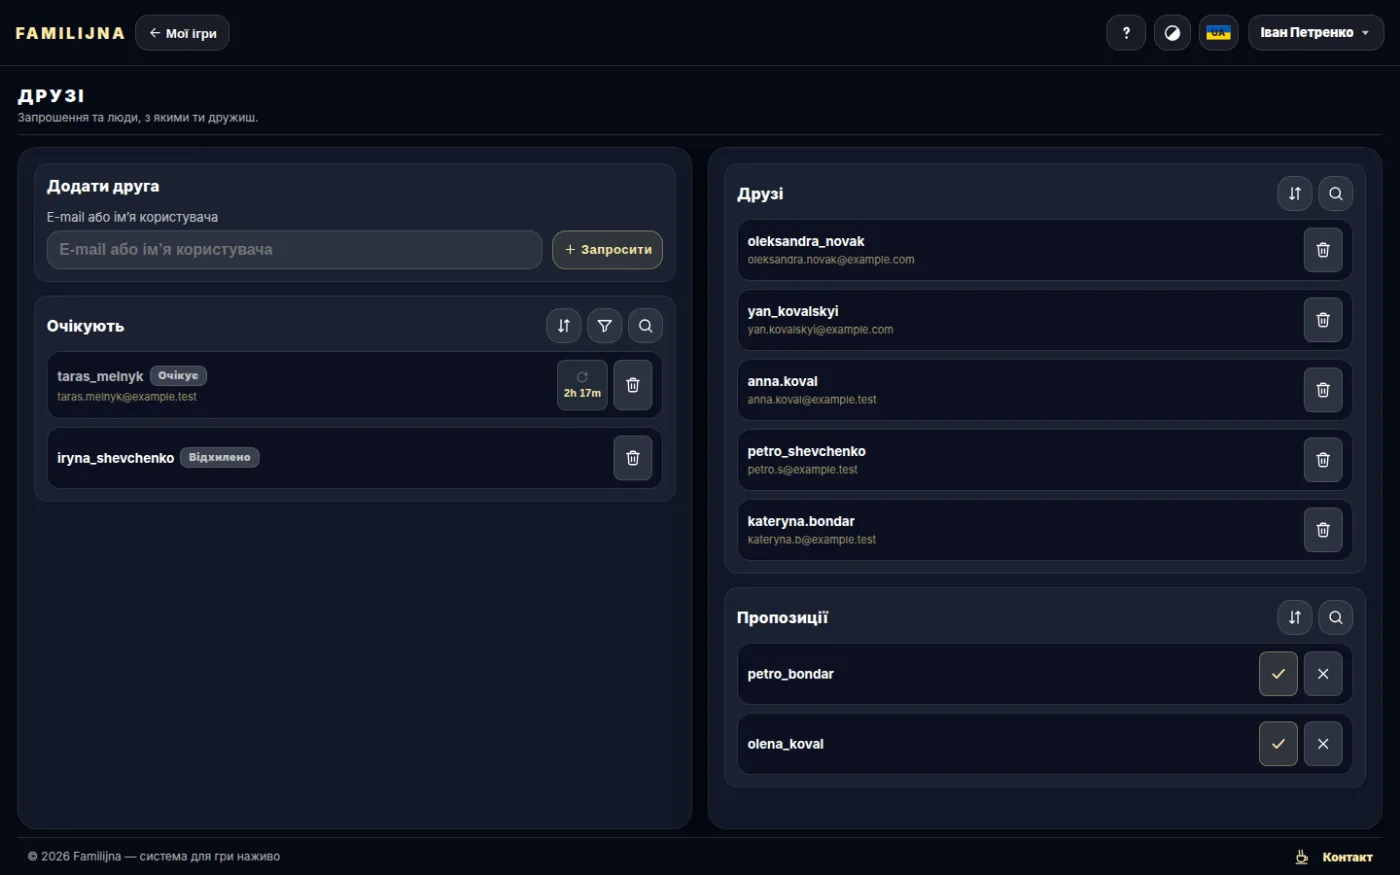 FAMILIJNA
← Мої ігри
?
UA
Іван Петренко
ДРУЗІ
Запрошення та люди, з якими ти дружиш.
Додати друга
E-mail або ім'я користувача
E-mail або ім'я користувача
+ Запросити
Очікують
taras_melnyk Очікує
taras.melnyk@example.test
2h 17m
iryna_shevchenko Відхилено
Друзі
oleksandra_novak
oleksandra.novak@example.com
yan_kovalskyi
yan.kovalskyi@example.com
anna.koval
anna.koval@example.test
petro_shevchenko
petro.s@example.test
kateryna.bondar
kateryna.b@example.test
Пропозиції
petro_bondar
olena_koval
© 2026 Familijna — система для гри наживо
Контакт